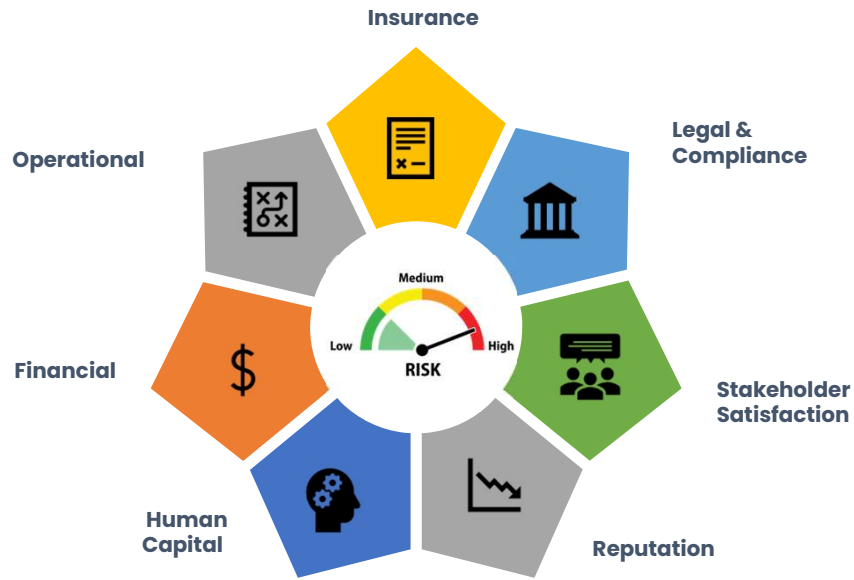 Insurance
Legal &
Compliance
Operational
Medium
Low
High
RISK
Financial
Stakeholder
Satisfaction
Human
Capital
Reputation